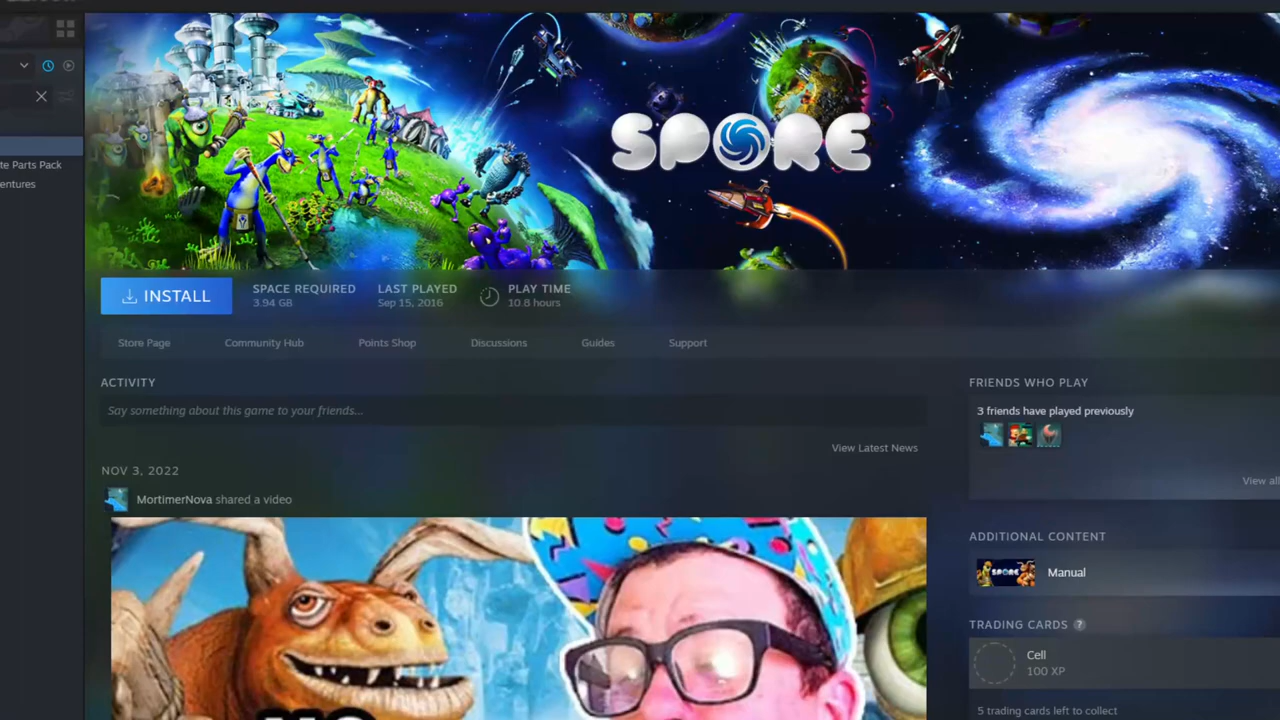 te Parts Pack
entures
SPORE
INSTALL
SPACE REQUIRED
3.94 GB
LAST PLAYED
Sep 15, 2016
PLAY TIME
10.8 hours
Store Page
Community Hub
Points Shop
Discussions
Guides
Support
ACTIVITY
Say something about this game to your friends...
View Latest News
NOV 3, 2022
MortimerNova shared a video
FRIENDS WHO PLAY
3 friends have played previously
View all
ADDITIONAL CONTENT
SPORE
Manual
TRADING CARDS ?
Cell
100 XP
5 trading cards left to collect